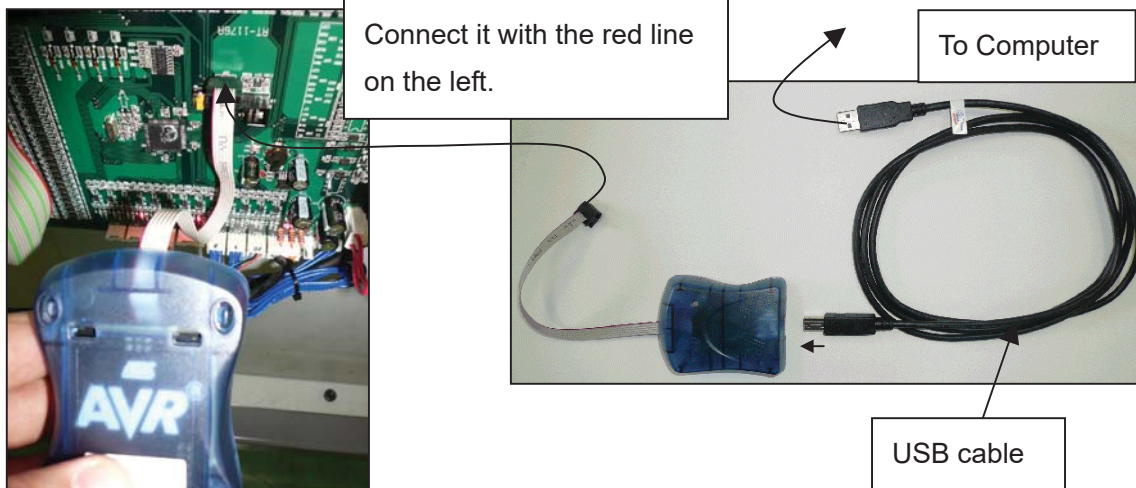 Connect it with the red line
on the left.
To Computer
RT-1176A
AVR
USB cable